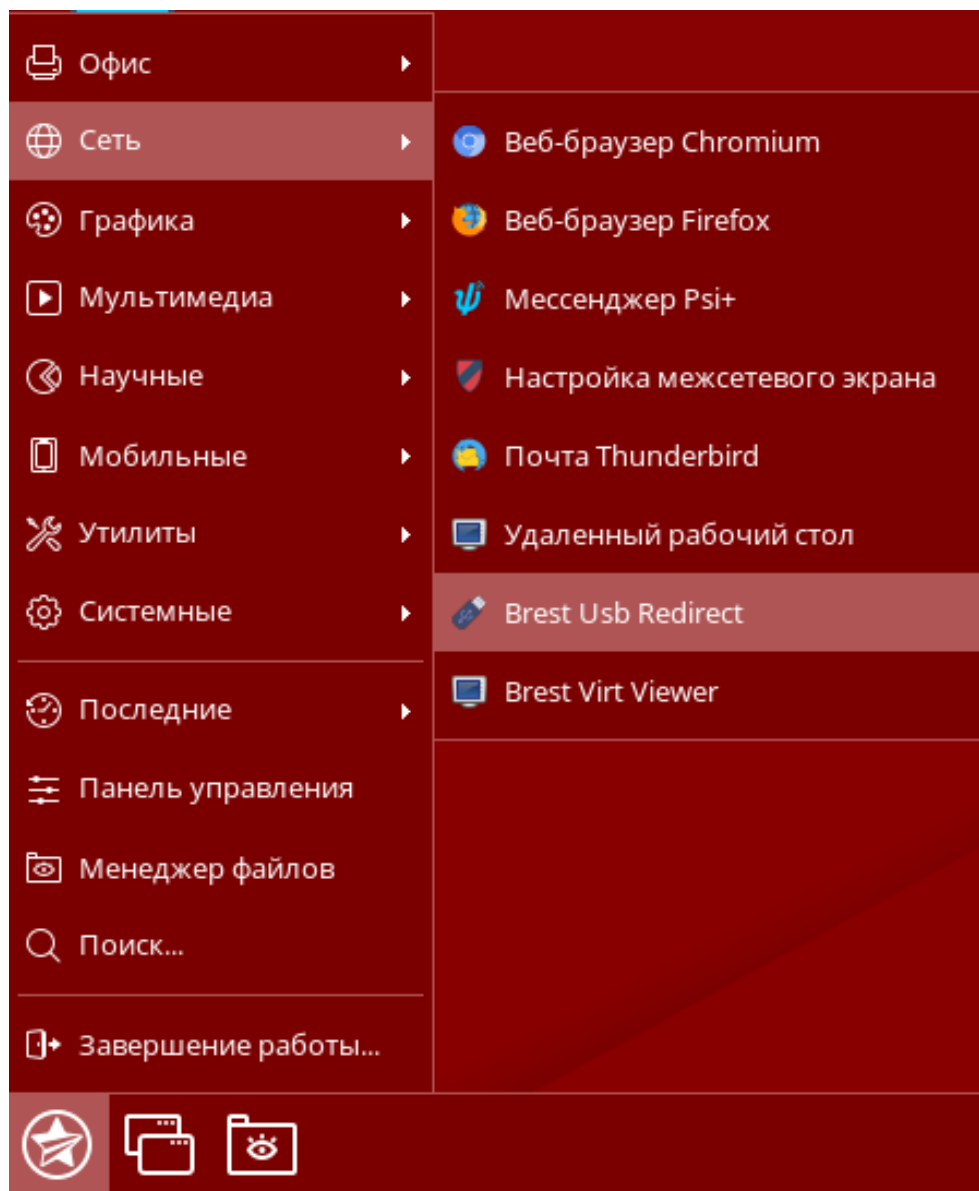 Офис
Сеть
Графика
Мультимедиа
Научные
Мобильные
Утилиты
Системные
Последние
Панель управления
Менеджер файлов
Поиск...
Завершение работы...
Веб-браузер Chromium
Веб-браузер Firefox
Мессенджер Psi+
Настройка межсетевого экрана
Почта Thunderbird
Удаленный рабочий стол
Brest Usb Redirect
Brest Virt Viewer